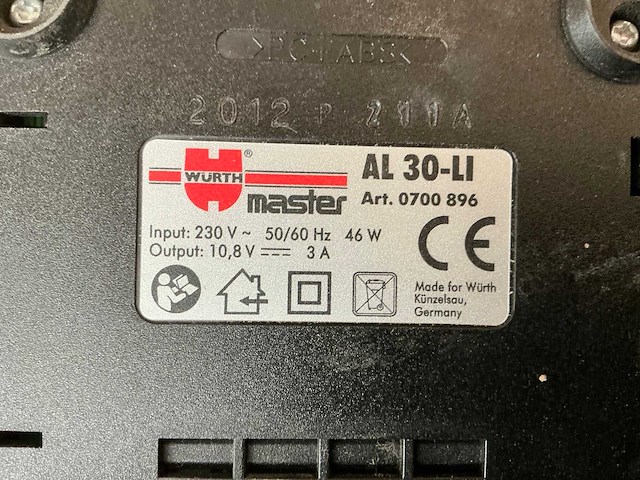 >PC+ABS<
2012 P 211A
WÜRTH®
master
AL 30-LI
Art. 0700 896
Input: 230 V ~ 50/60 Hz 46 W
Output: 10,8 V ⎓ 3 A
CE
Made for Würth
Künzelsau,
Germany